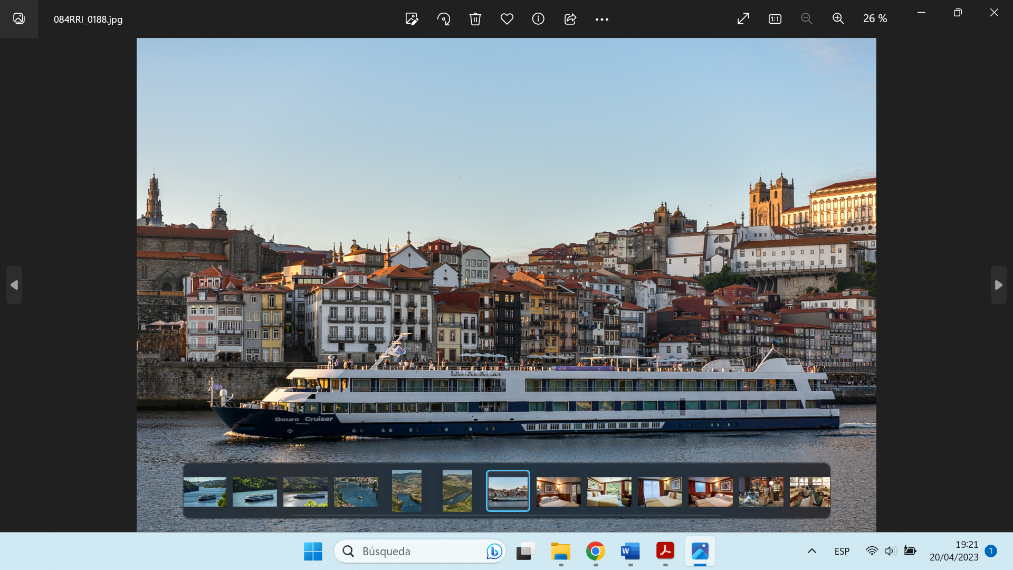 084RRI 0188.jpg
26 %
Douro Cruiser
Búsqueda
ESP
19:21
20/04/2023
1